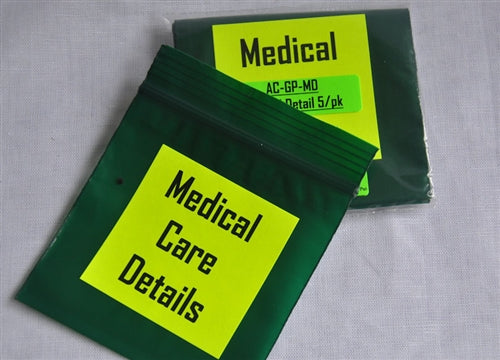 Medical
AC-GP-MD
Detail 5/pk
Medical
Care
Details